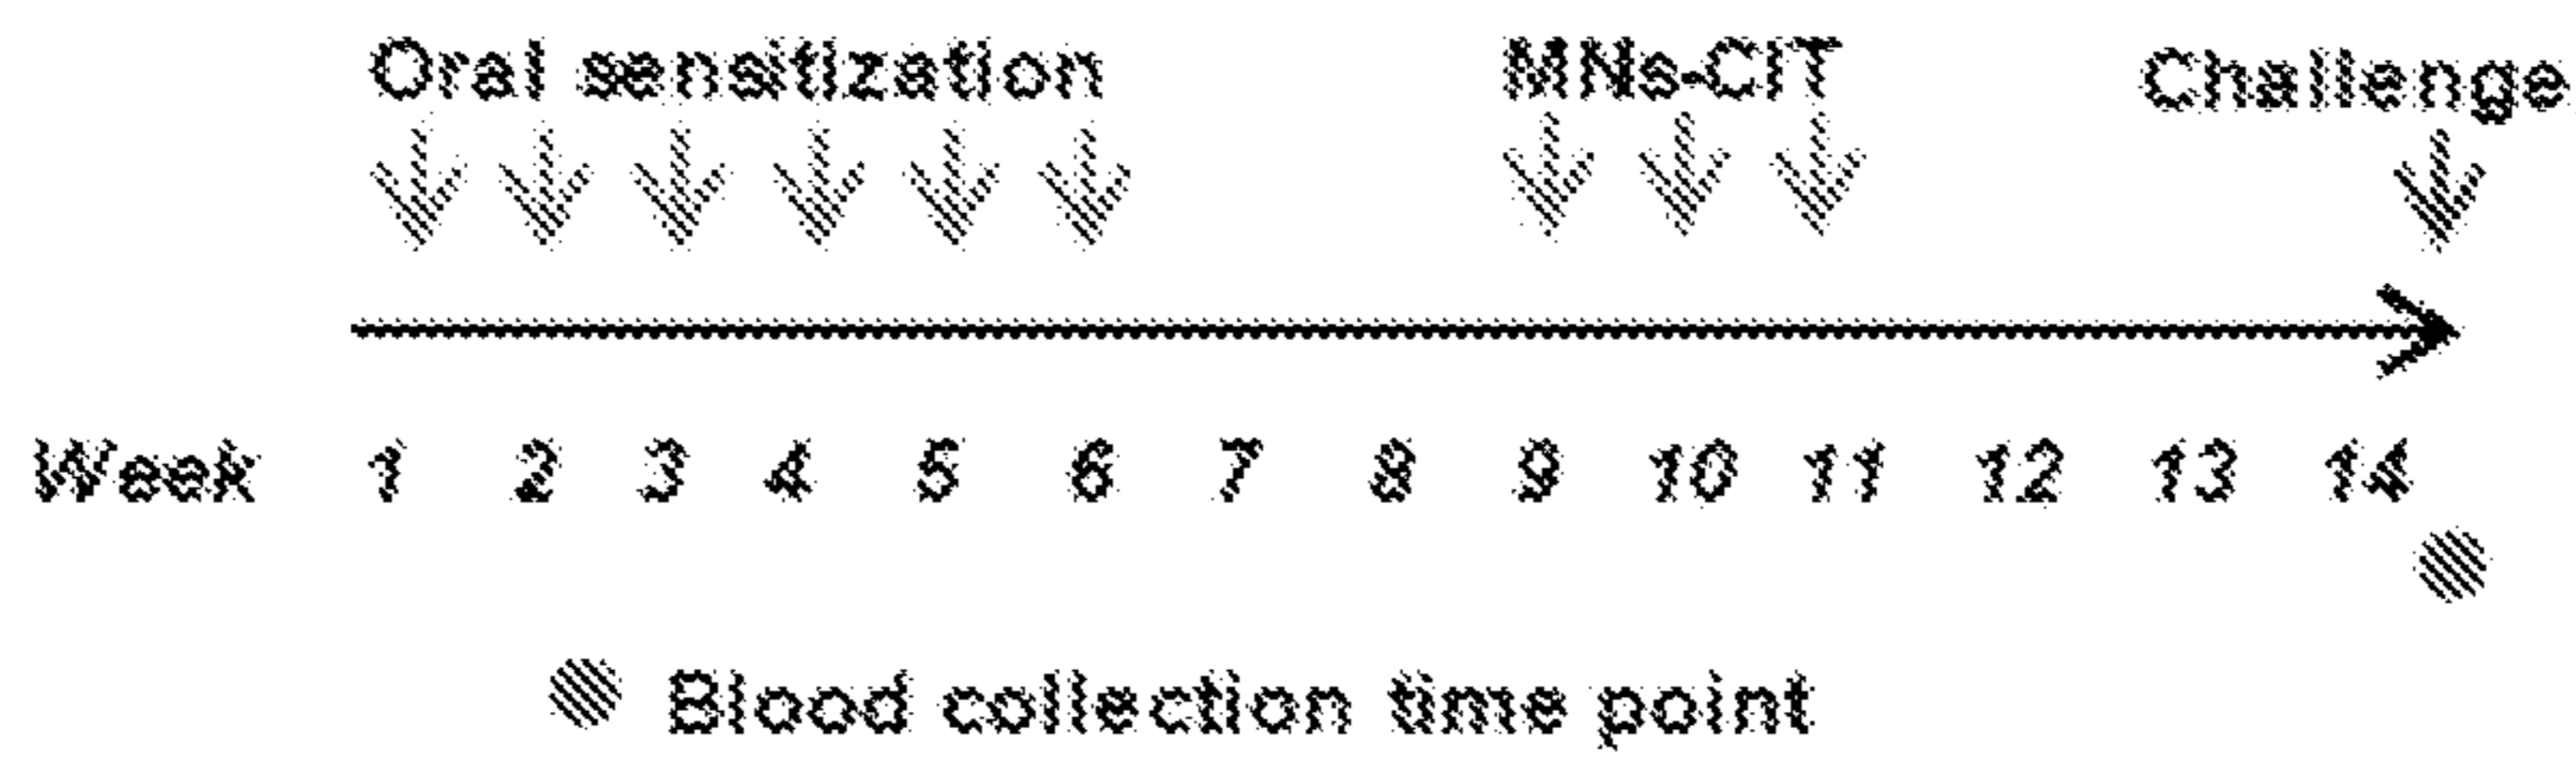 Oral sensitization MNs-CIT Challenge
Week 1 2 3 4 5 6 7 8 9 10 11 12 13 14
Blood collection time point